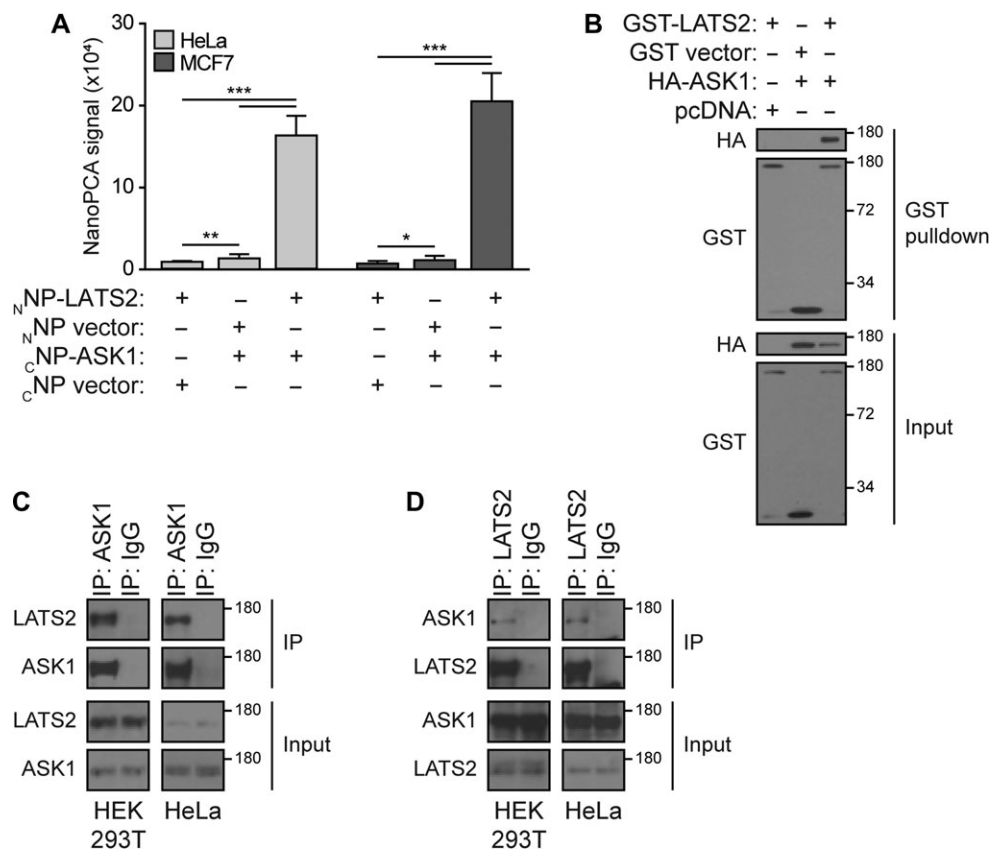 A
30
20
10
0
NanoPCA signal (x10⁴)
HeLa
MCF7
*** ***
** *
NNP-LATS2: + – + + – +
NNP vector: – + – – + –
CNP-ASK1: – + + – + +
CNP vector: + – – + – –
B
GST-LATS2: + – +
GST vector: – + –
HA-ASK1: – + +
pcDNA: + – –
HA 180
180
72
GST
34
GST
pulldown
HA 180
180
72
GST
34
Input
C
IP: ASK1 IP: IgG IP: ASK1 IP: IgG
LATS2 180
ASK1 180
IP
LATS2 180
ASK1 180
Input
HEK HeLa
293T
D
IP: LATS2 IP: IgG IP: LATS2 IP: IgG
ASK1 180
LATS2 180
IP
ASK1 180
LATS2 180
Input
HEK HeLa
293T